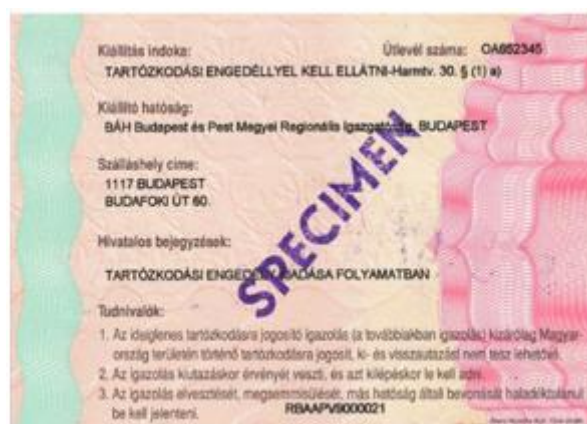 Kiállítás indoka: Útlevél száma: OA652345
TARTÓZKODÁSI ENGEDÉLLYEL KELL ELLÁTNI-Harmtv. 30. § (1) a)
Kiállító hatóság:
BÁH Budapest és Pest Megyei Regionális Igazgatóság, BUDAPEST
Szálláshely címe:
1117 BUDAPEST
BUDAFOKI ÚT 60.
Hivatalos bejegyzések:
TARTÓZKODÁSI ENGEDÉLY KIADÁSA FOLYAMATBAN
SPECIMEN
Tudnivalók:
1. Az ideiglenes tartózkodásra jogosító igazolás (a továbbiakban igazolás) kizárólag Magyar-
ország területén történő tartózkodásra jogosít, ki- és visszautazást nem tesz lehetővé.
2. Az igazolás kiutazáskor érvényét veszti, és azt kilépéskor le kell adni.
3. Az igazolás elvesztését, megsemmisülését, más hatóság általi bevonását haladéktalanul
be kell jelenteni. RBAAPV9000021